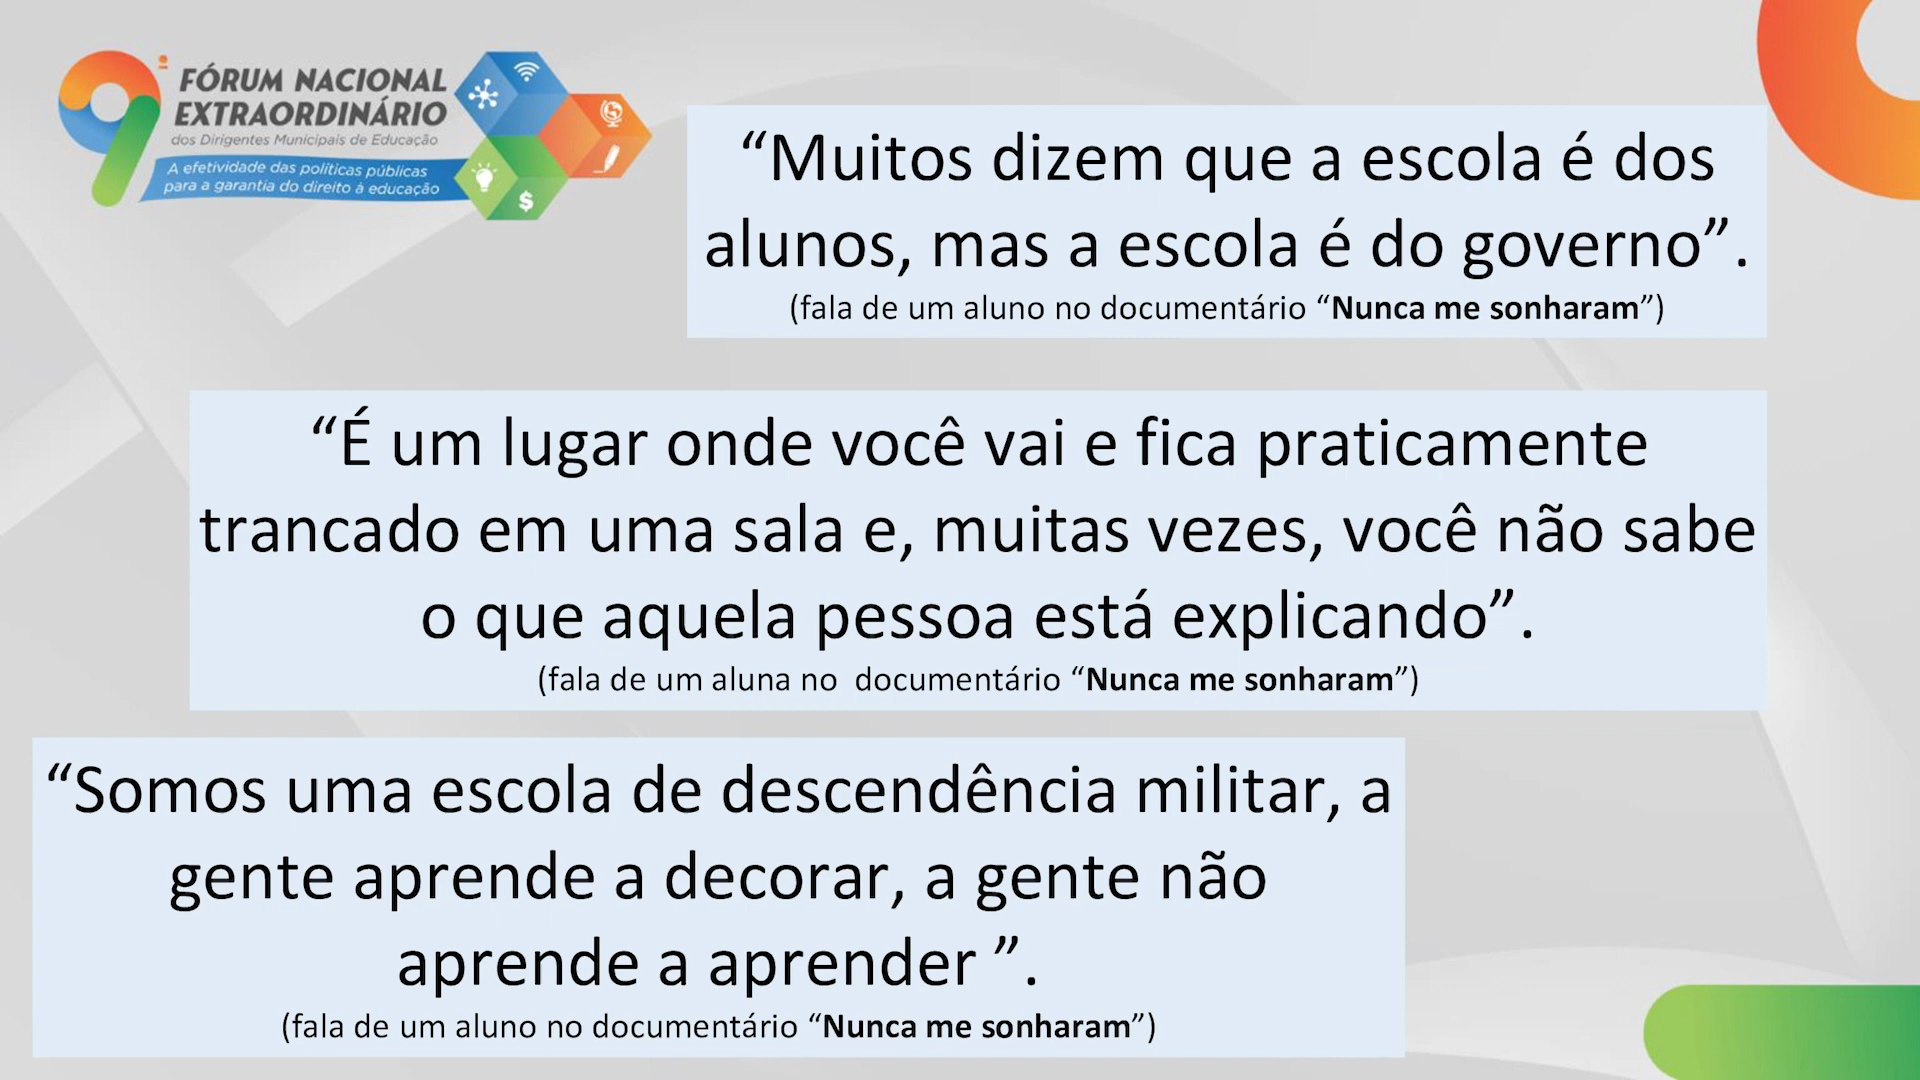 9º
FÓRUM NACIONAL
EXTRAORDINÁRIO
dos Dirigentes Municipais de Educação
A efetividade das políticas públicas
para a garantia do direito à educação
$
“Muitos dizem que a escola é dos
alunos, mas a escola é do governo”.
(fala de um aluno no documentário “Nunca me sonharam”)
“É um lugar onde você vai e fica praticamente
trancado em uma sala e, muitas vezes, você não sabe
o que aquela pessoa está explicando”.
(fala de um aluna no  documentário “Nunca me sonharam”)
“Somos uma escola de descendência militar, a
gente aprende a decorar, a gente não
aprende a aprender ”.
(fala de um aluno no documentário “Nunca me sonharam”)